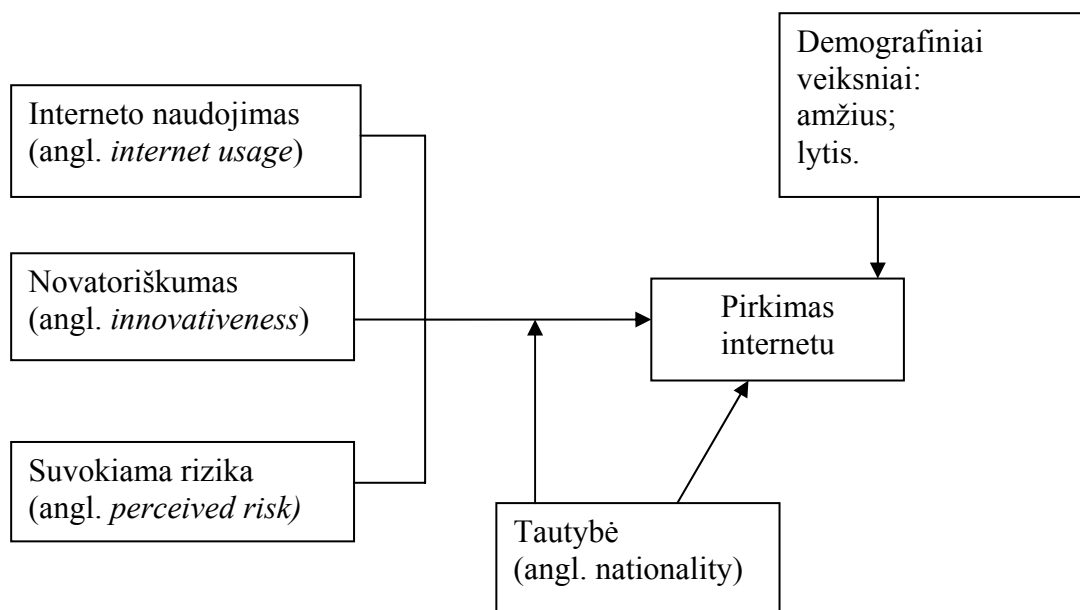 Demografiniai
veiksniai:
amžius;
lytis.
Interneto naudojimas
(angl. internet usage)
Novatoriškumas
(angl. innovativeness)
Pirkimas
internetu
Suvokiama rizika
(angl. perceived risk)
Tautybė
(angl. nationality)